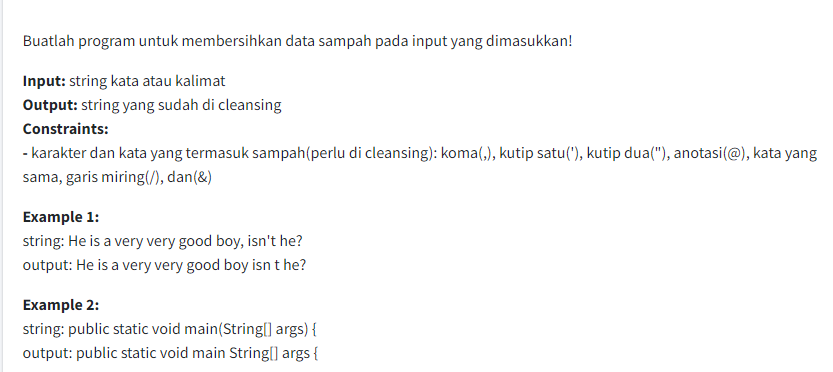 Buatlah program untuk membersihkan data sampah pada input yang dimasukkan!
Input: string kata atau kalimat
Output: string yang sudah di cleansing
Constraints:
- karakter dan kata yang termasuk sampah(perlu di cleansing): koma(,), kutip satu('), kutip dua("), anotasi(@), kata yang
sama, garis miring(/), dan(&)
Example 1:
string: He is a very very good boy, isn't he?
output: He is a very very good boy isn t he?
Example 2:
string: public static void main(String[] args) {
output: public static void main String[] args {